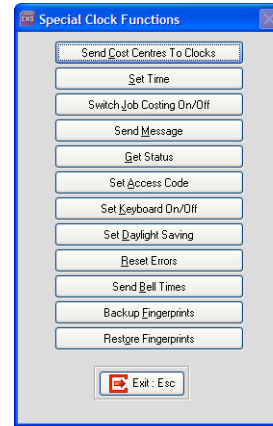 EXO Special Clock Functions
Send Cost Centres To Clocks
Set Time
Switch Job Costing On/Off
Send Message
Get Status
Set Access Code
Set Keyboard On/Off
Set Daylight Saving
Reset Errors
Send Bell Times
Backup Fingerprints
Restore Fingerprints
Exit : Esc